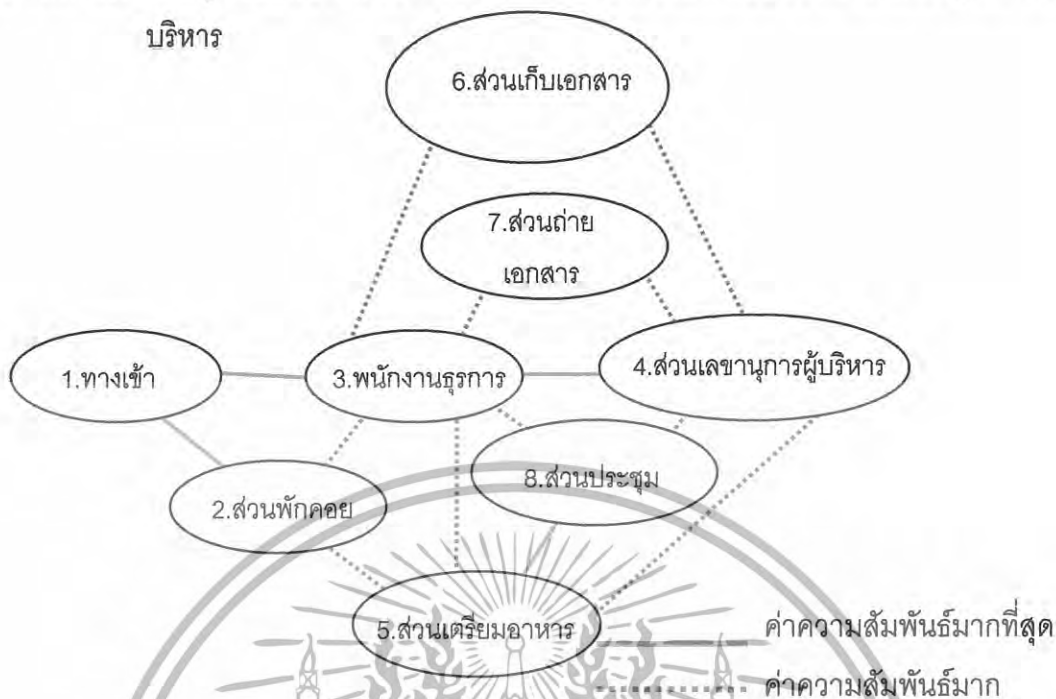 บริหาร
6.ส่วนเก็บเอกสาร
7.ส่วนถ่าย
เอกสาร
1.ทางเข้า
3.พนักงานธุรการ
4.ส่วนเลขานุการผู้บริหาร
2.ส่วนพักคอย
8.ส่วนประชุม
5.ส่วนเตรียมอาหาร
ค่าความสัมพันธ์มากที่สุด
ค่าความสัมพันธ์มาก